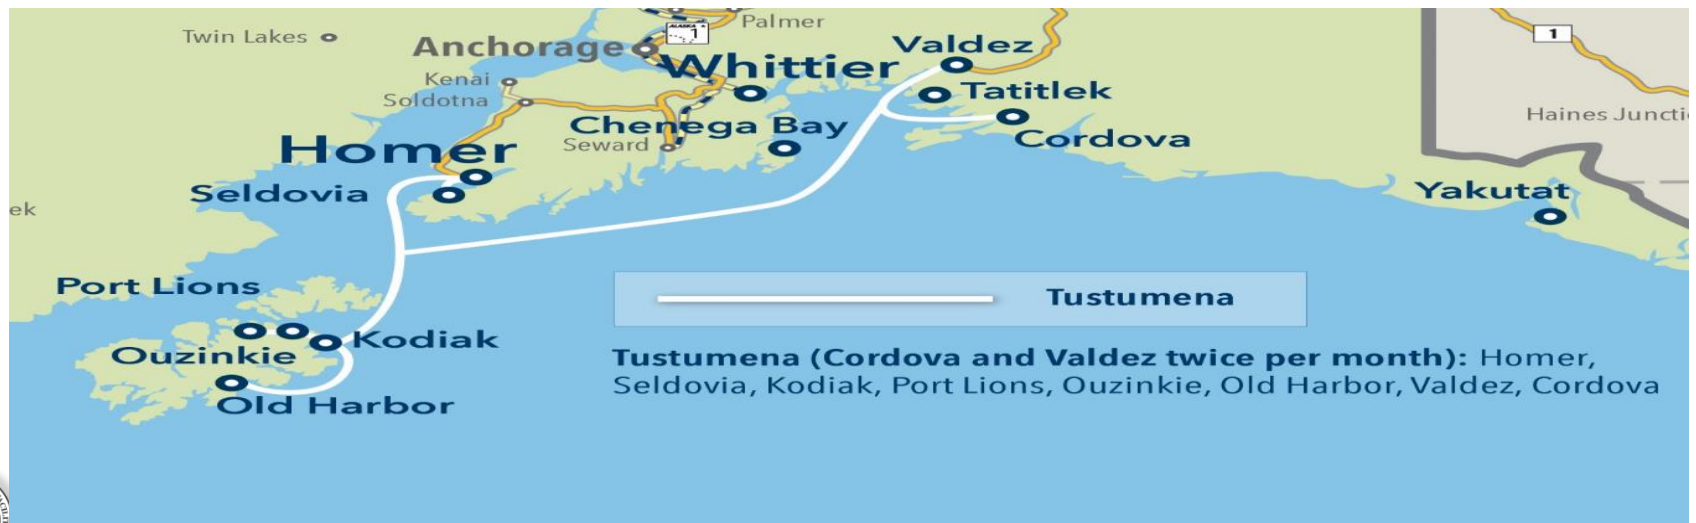 Palmer
Twin Lakes
Anchorage
ALASKA
1
Valdez
1
Whittier
Kenai
Soldotna
Tatitlek
Haines Juncti
Chenega Bay
Cordova
Seward
Homer
Seldovia
Yakutat
ek
Port Lions
Tustumena
Kodiak
Ouzinkie
Old Harbor
Tustumena (Cordova and Valdez twice per month): Homer,
Seldovia, Kodiak, Port Lions, Ouzinkie, Old Harbor, Valdez, Cordova